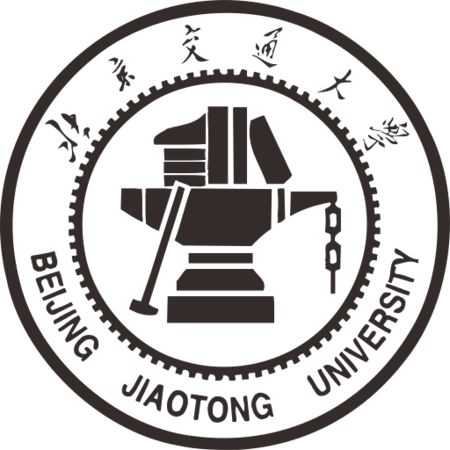 北京交通大學
BEIJING JIAOTONG UNIVERSITY